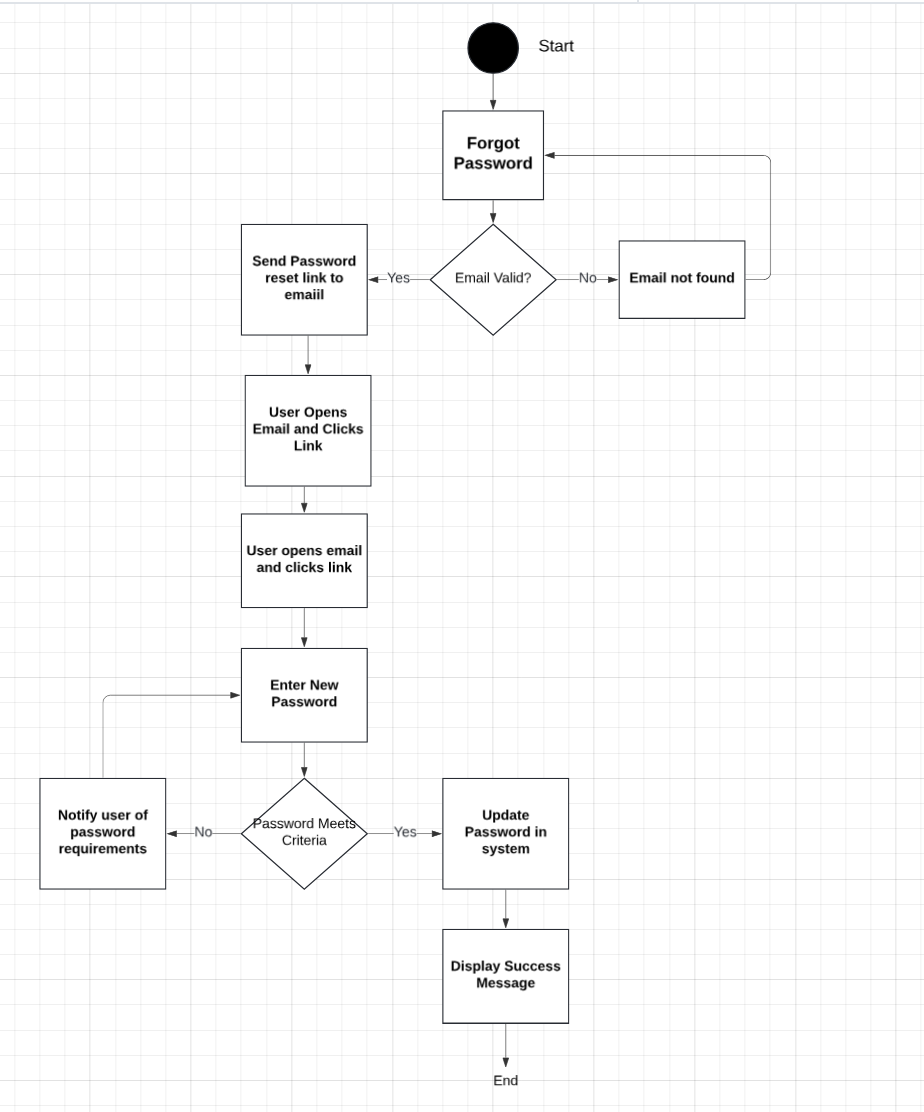 Start
Forgot
Password
Send Password
reset link to
emaiil
Yes
Email Valid?
No
Email not found
User Opens
Email and Clicks
Link
User opens email
and clicks link
Enter New
Password
Notify user of
password
requirements
No
Password Meets
Criteria
Yes
Update
Password in
system
Display Success
Message
End